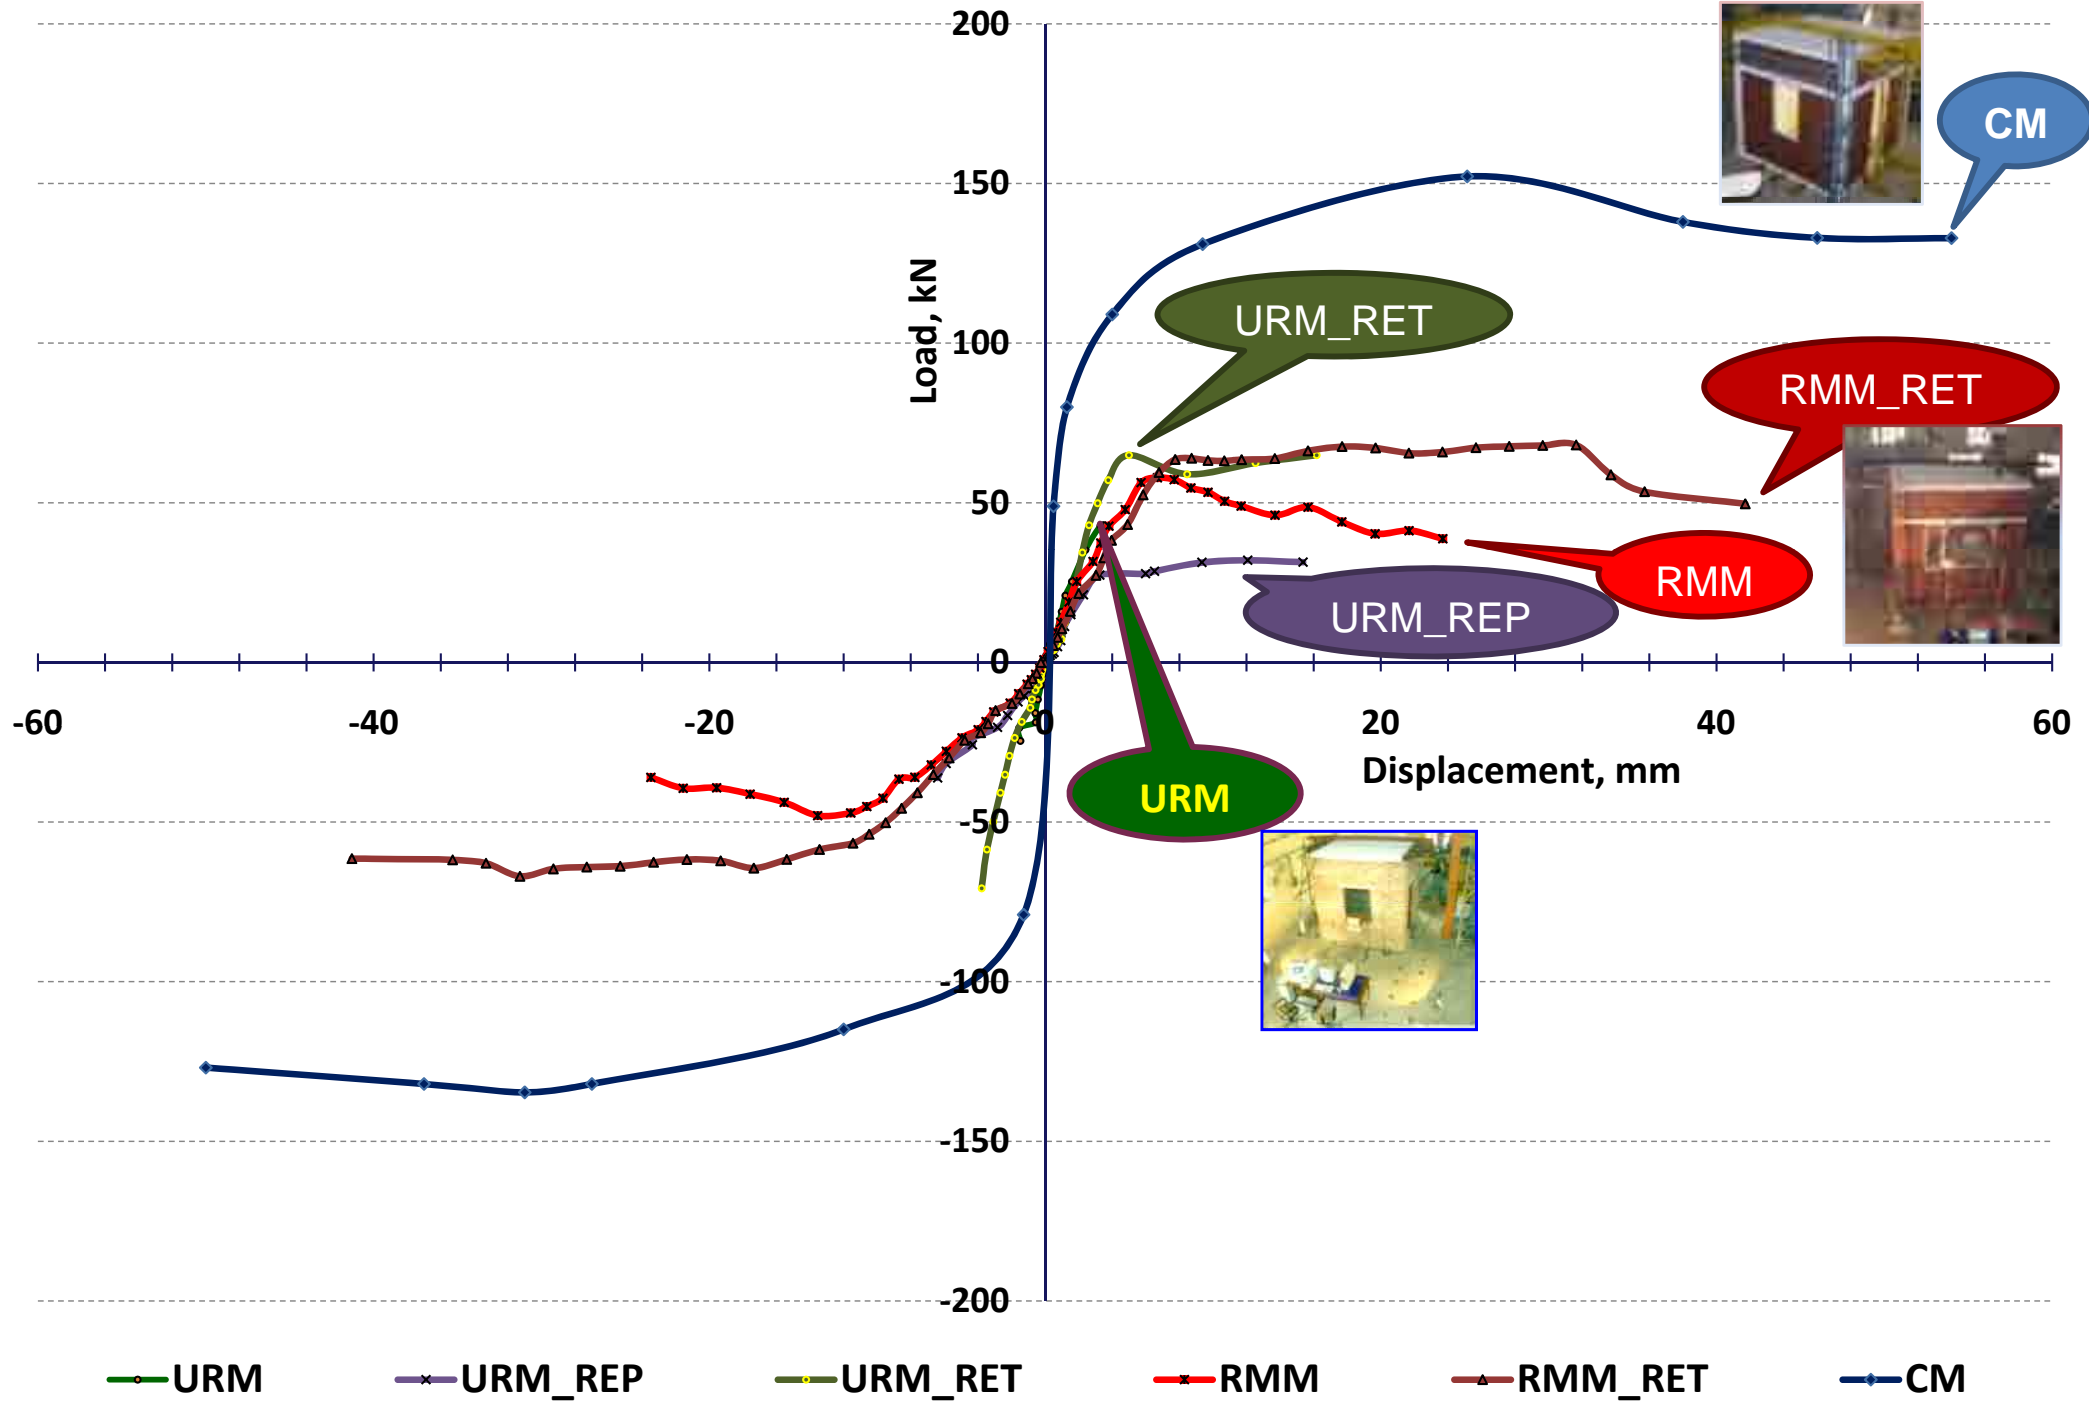 200
150
100
50
0
-50
-100
-150
-200
Load, kN
-60
-40
-20
0
20
40
60
Displacement, mm
CM
URM_RET
RMM_RET
RMM
URM_REP
URM
URM
URM_REP
URM_RET
RMM
RMM_RET
CM